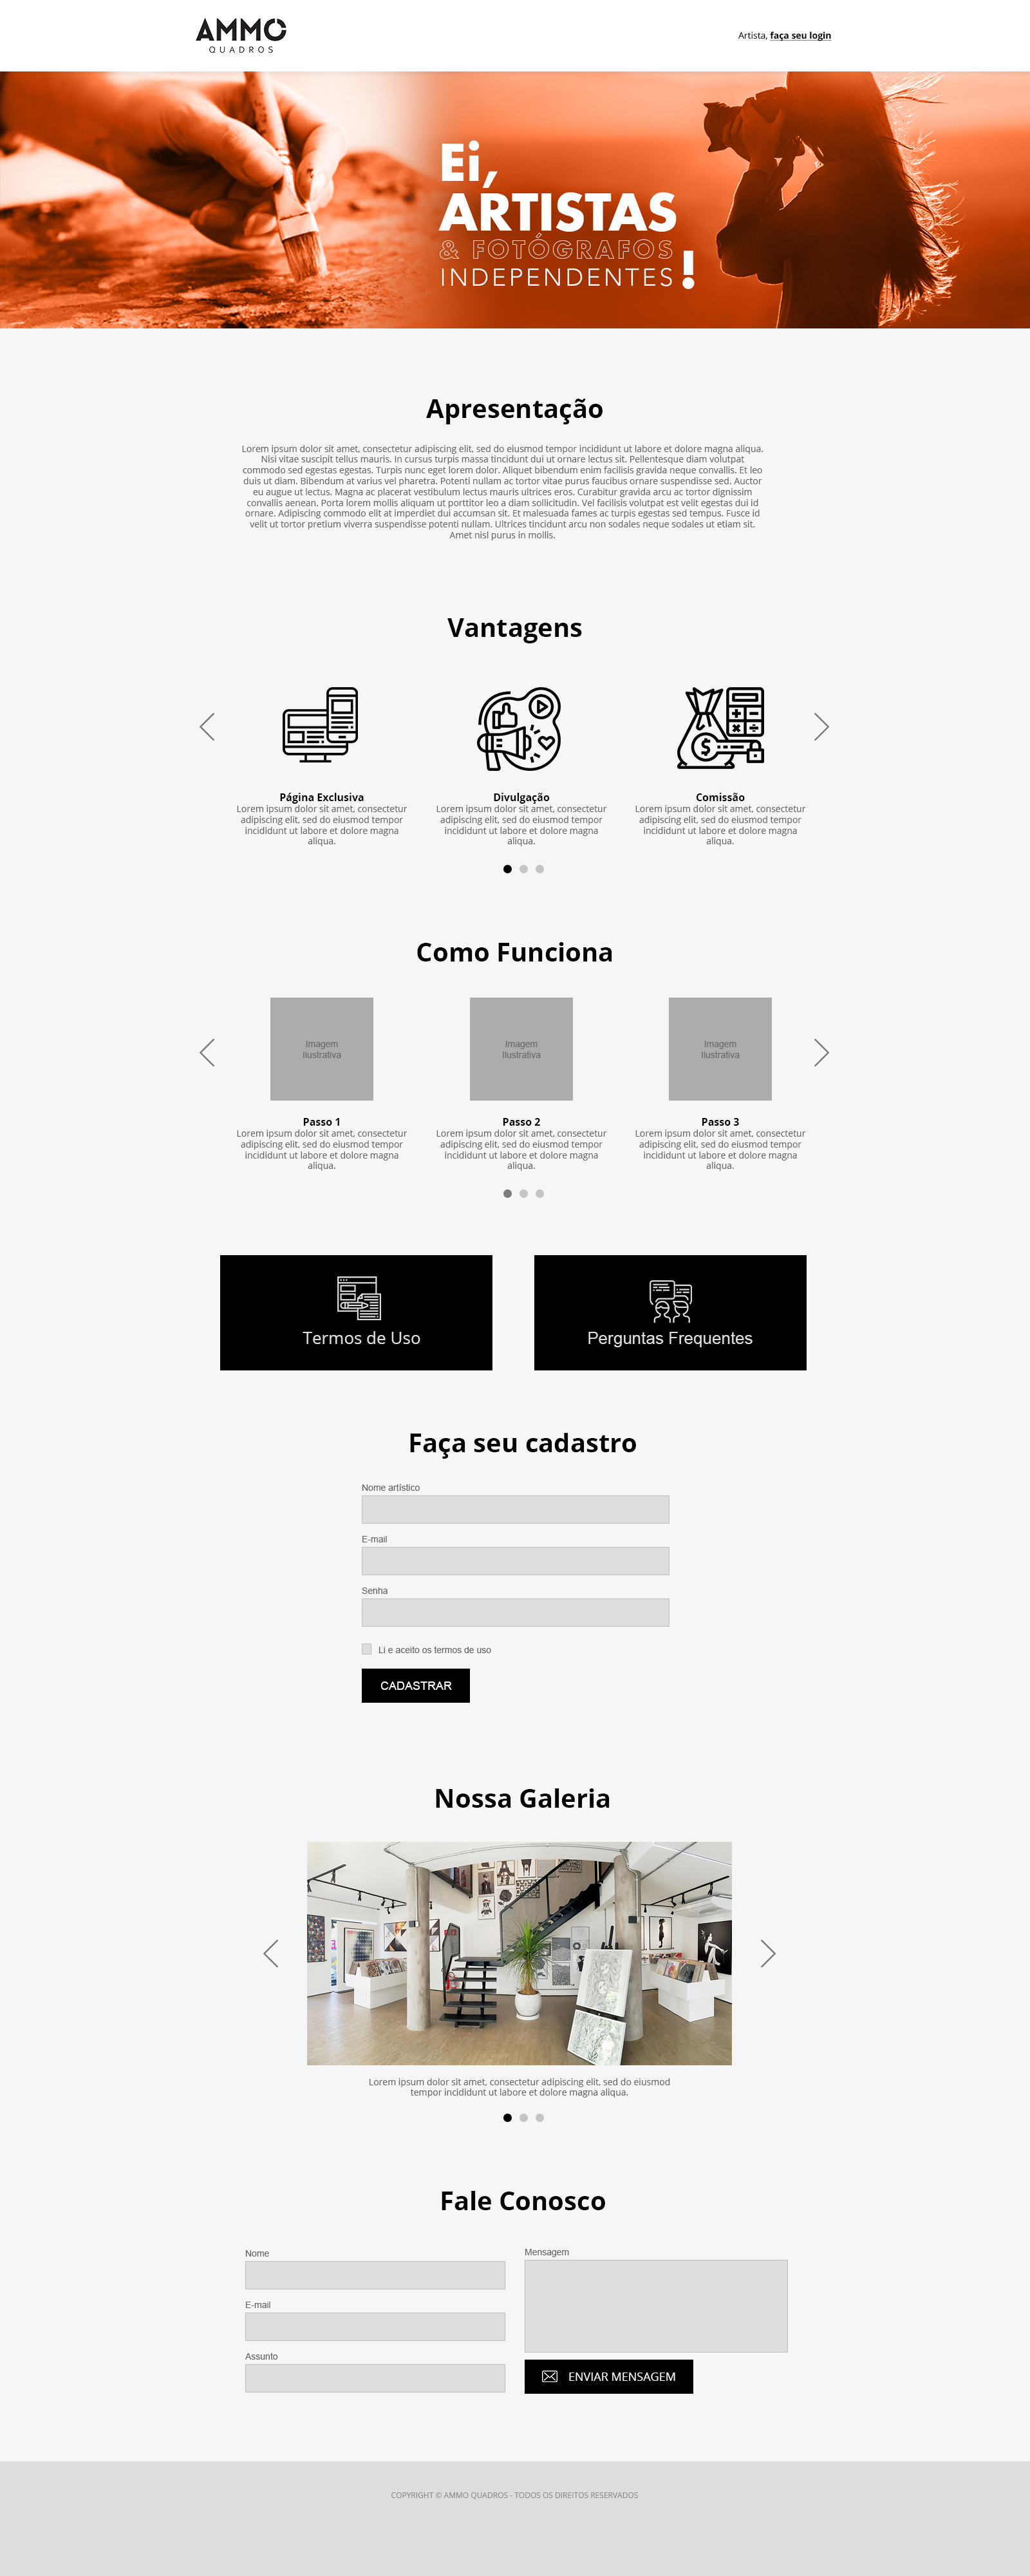 AMMO
QUADROS
Artista, faça seu login
Ei,
ARTISTAS
& FOTÓGRAFOS
INDEPENDENTES!
Apresentação
Lorem ipsum dolor sit amet, consectetur adipiscing elit, sed do eiusmod tempor incididunt ut labore et dolore magna aliqua.
Nisi vitae suscipit tellus mauris. In cursus turpis massa tincidunt dui ut ornare lectus sit. Pellentesque diam volutpat
commodo sed egestas egestas. Turpis nunc eget lorem dolor. Aliquet bibendum enim facilisis gravida neque convallis. Et leo
duis ut diam. Bibendum at varius vel pharetra. Potenti nullam ac tortor vitae purus faucibus ornare suspendisse sed. Auctor
eu augue ut lectus. Magna ac placerat vestibulum lectus mauris ultrices eros. Curabitur gravida arcu ac tortor dignissim
convallis aenean. Porta lorem mollis aliquam ut porttitor leo a diam sollicitudin. Vel facilisis volutpat est velit egestas dui id
ornare. Adipiscing commodo elit at imperdiet dui accumsan sit. Et malesuada fames ac turpis egestas sed tempus. Fusce id
velit ut tortor pretium viverra suspendisse potenti nullam. Ultrices tincidunt arcu non sodales neque sodales ut etiam sit.
Amet nisl purus in mollis.
Vantagens
Página Exclusiva
Lorem ipsum dolor sit amet, consectetur
adipiscing elit, sed do eiusmod tempor
incididunt ut labore et dolore magna
aliqua.
Divulgação
Lorem ipsum dolor sit amet, consectetur
adipiscing elit, sed do eiusmod tempor
incididunt ut labore et dolore magna
aliqua.
Comissão
Lorem ipsum dolor sit amet, consectetur
adipiscing elit, sed do eiusmod tempor
incididunt ut labore et dolore magna
aliqua.
Como Funciona
Imagem
Ilustrativa
Imagem
Ilustrativa
Imagem
Ilustrativa
Passo 1
Lorem ipsum dolor sit amet, consectetur
adipiscing elit, sed do eiusmod tempor
incididunt ut labore et dolore magna
aliqua.
Passo 2
Lorem ipsum dolor sit amet, consectetur
adipiscing elit, sed do eiusmod tempor
incididunt ut labore et dolore magna
aliqua.
Passo 3
Lorem ipsum dolor sit amet, consectetur
adipiscing elit, sed do eiusmod tempor
incididunt ut labore et dolore magna
aliqua.
Termos de Uso
Perguntas Frequentes
Faça seu cadastro
Nome artístico
E-mail
Senha
Li e aceito os termos de uso
CADASTRAR
Nossa Galeria
Lorem ipsum dolor sit amet, consectetur adipiscing elit, sed do eiusmod
tempor incididunt ut labore et dolore magna aliqua.
Fale Conosco
Nome
E-mail
Assunto
Mensagem
ENVIAR MENSAGEM
COPYRIGHT © AMMO QUADROS - TODOS OS DIREITOS RESERVADOS